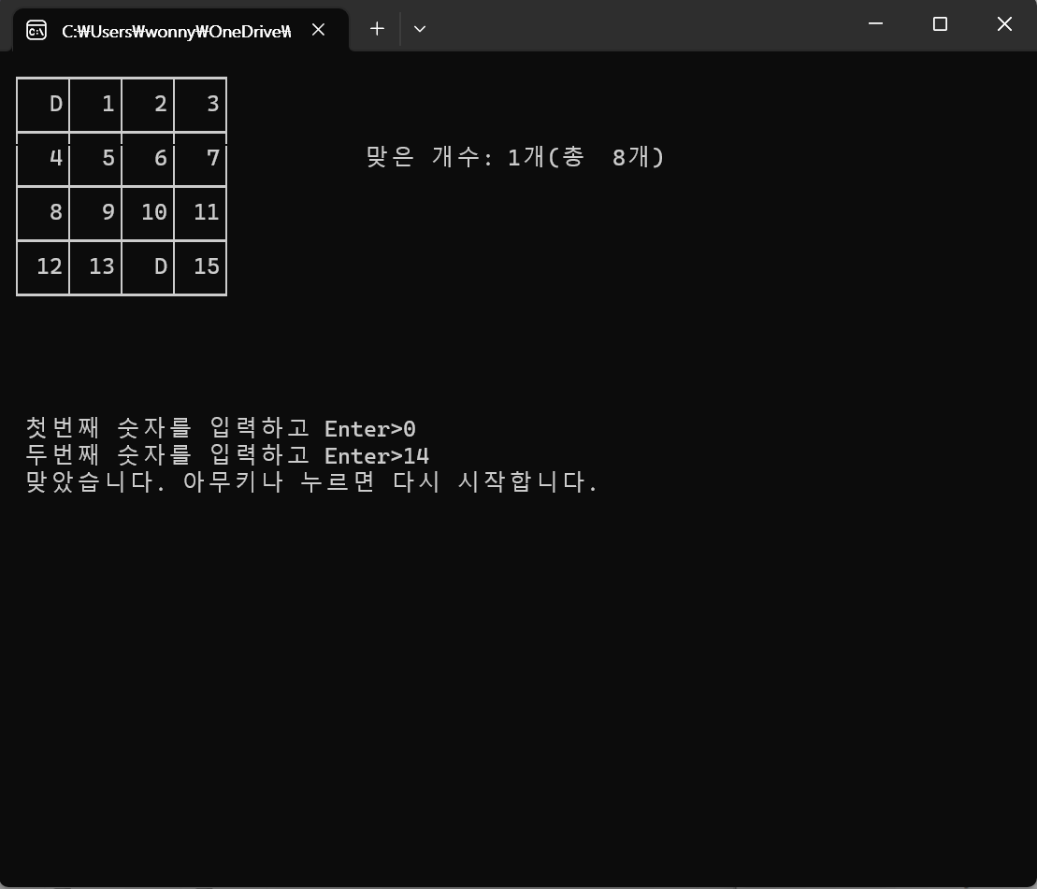 C:₩Users₩wonny₩OneDrive₩
D 1 2 3
4 5 6 7
맞은 개수: 1개(총 8개)
8 9 10 11
12 13 D 15
첫번째 숫자를 입력하고 Enter>0
두번째 숫자를 입력하고 Enter>14
맞았습니다. 아무키나 누르면 다시 시작합니다.